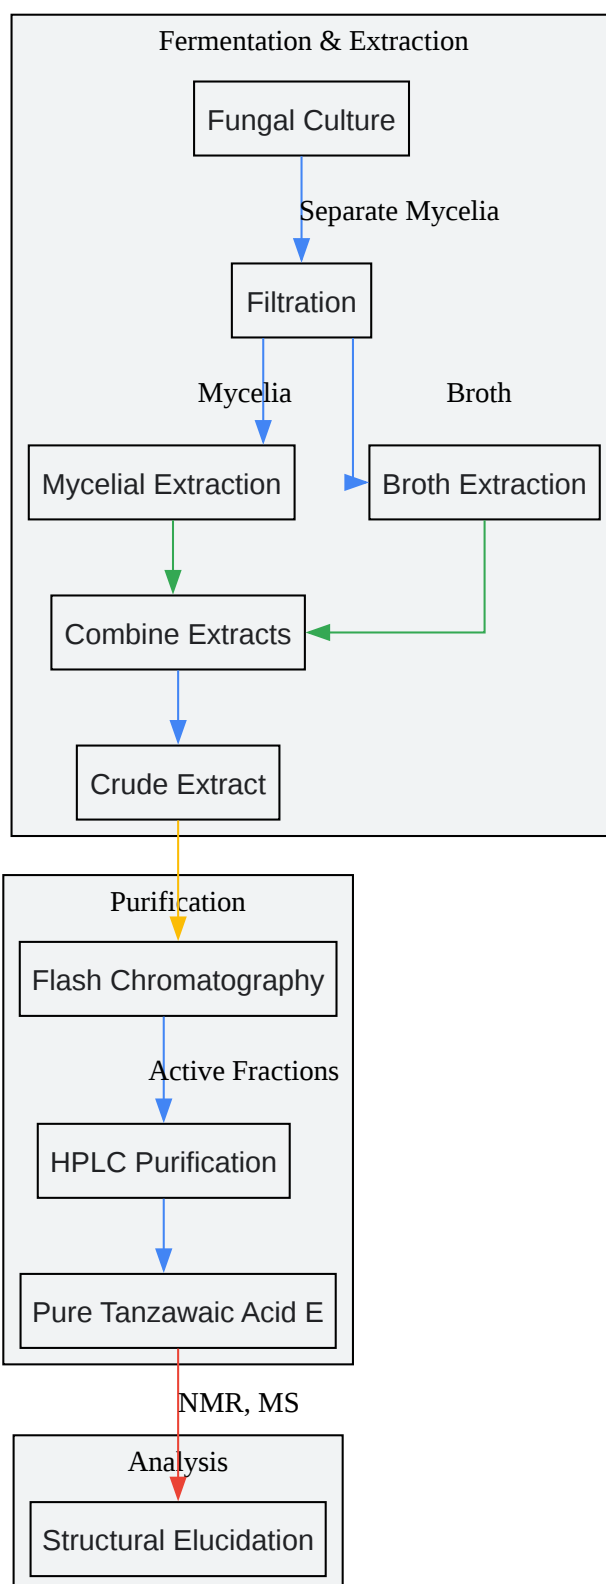 Fermentation & Extraction
Fungal Culture
Separate Mycelia
Filtration
Mycelia
Broth
Mycelial Extraction
Broth Extraction
Combine Extracts
Crude Extract
Purification
Flash Chromatography
Active Fractions
HPLC Purification
Pure Tanzawaic Acid E
NMR, MS
Analysis
Structural Elucidation